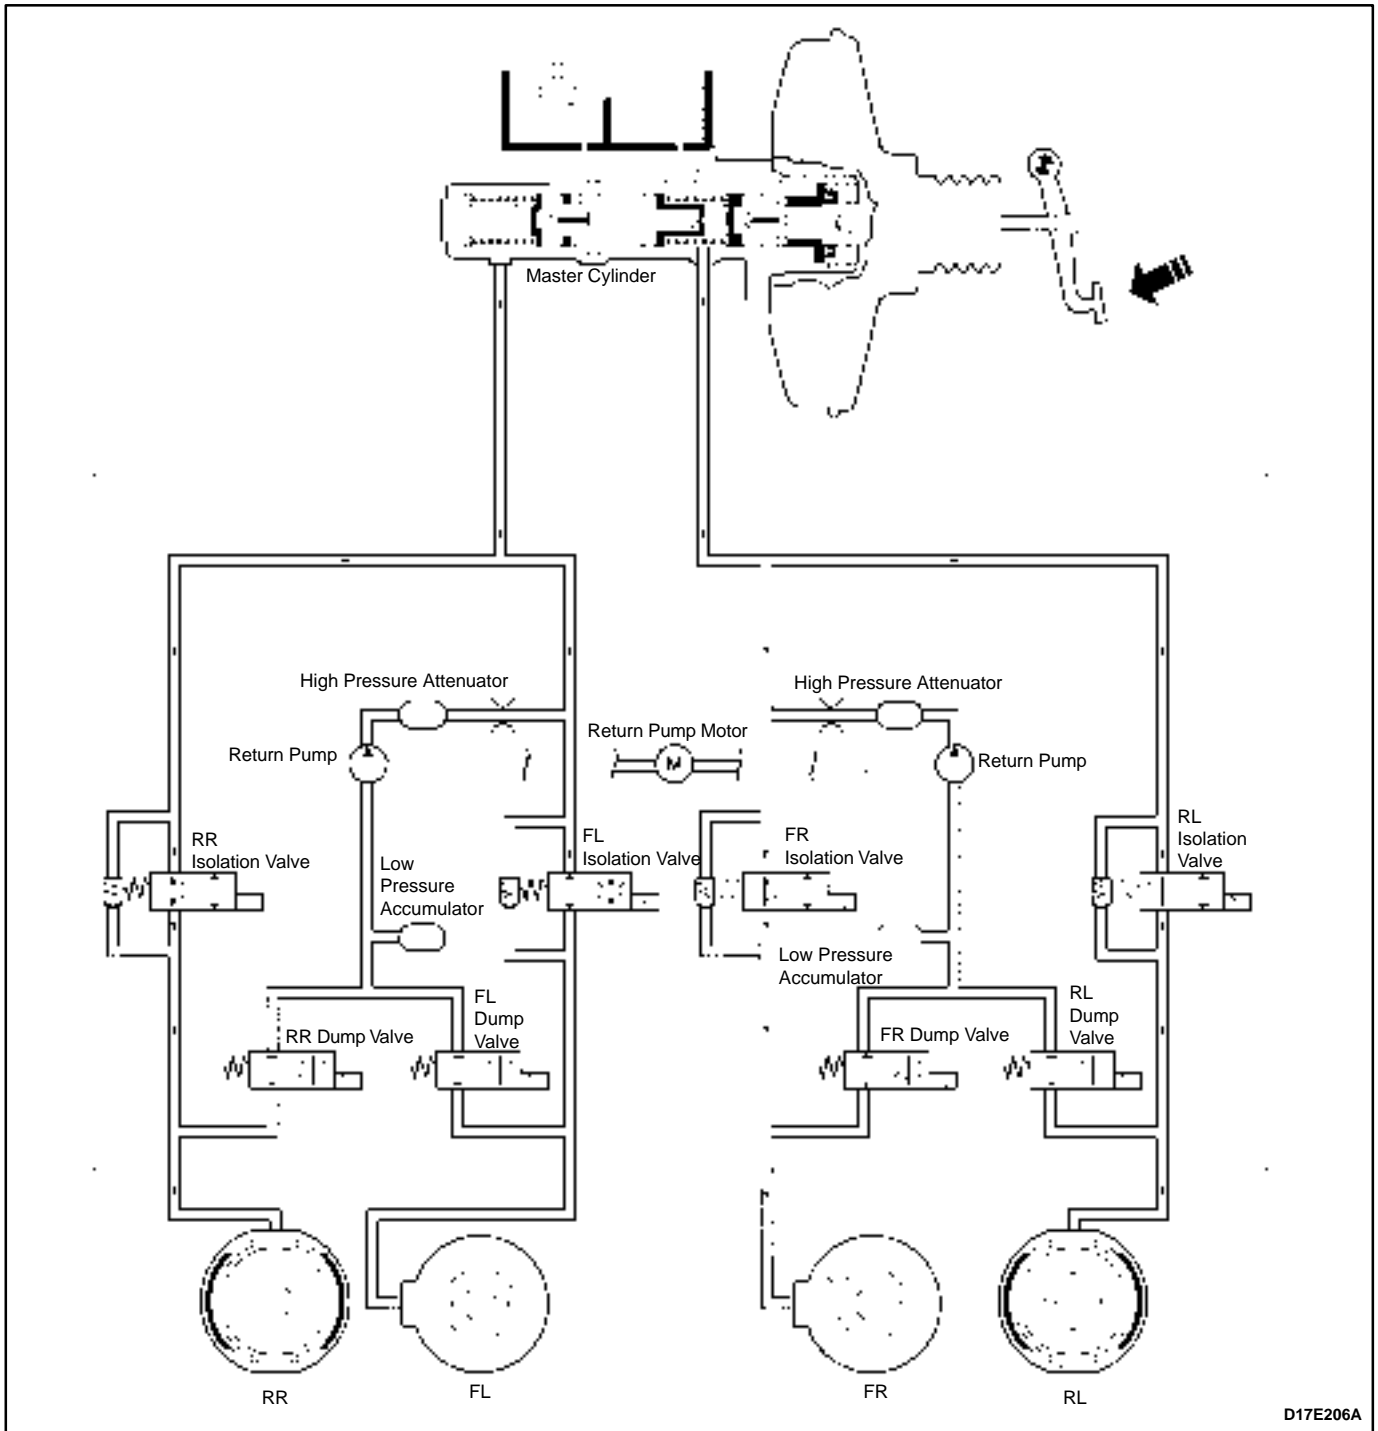 Master Cylinder
High Pressure Attenuator
High Pressure Attenuator
Return Pump
Return Pump Motor
M
Return Pump
RR
Isolation Valve
Low
Pressure
Accumulator
FL
Isolation Valve
FR
Isolation Valve
RL
Isolation
Valve
Low Pressure
Accumulator
RR Dump Valve
FL
Dump
Valve
FR Dump Valve
RL
Dump
Valve
RR
FL
FR
RL
D17E206A